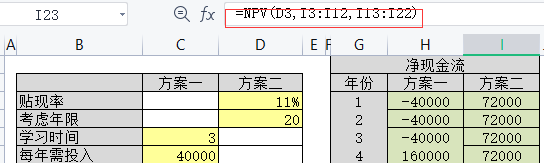 I23 fx =NPV(D3,I3:I12,I13:I22)
A B C D E F G H I
方案一 方案二 净现金流
贴现率 11% 年份 方案一 方案二
考虑年限 20 1 -40000 72000
学习时间 3 2 -40000 72000
每年需投入 40000 3 -40000 72000
4 160000 72000